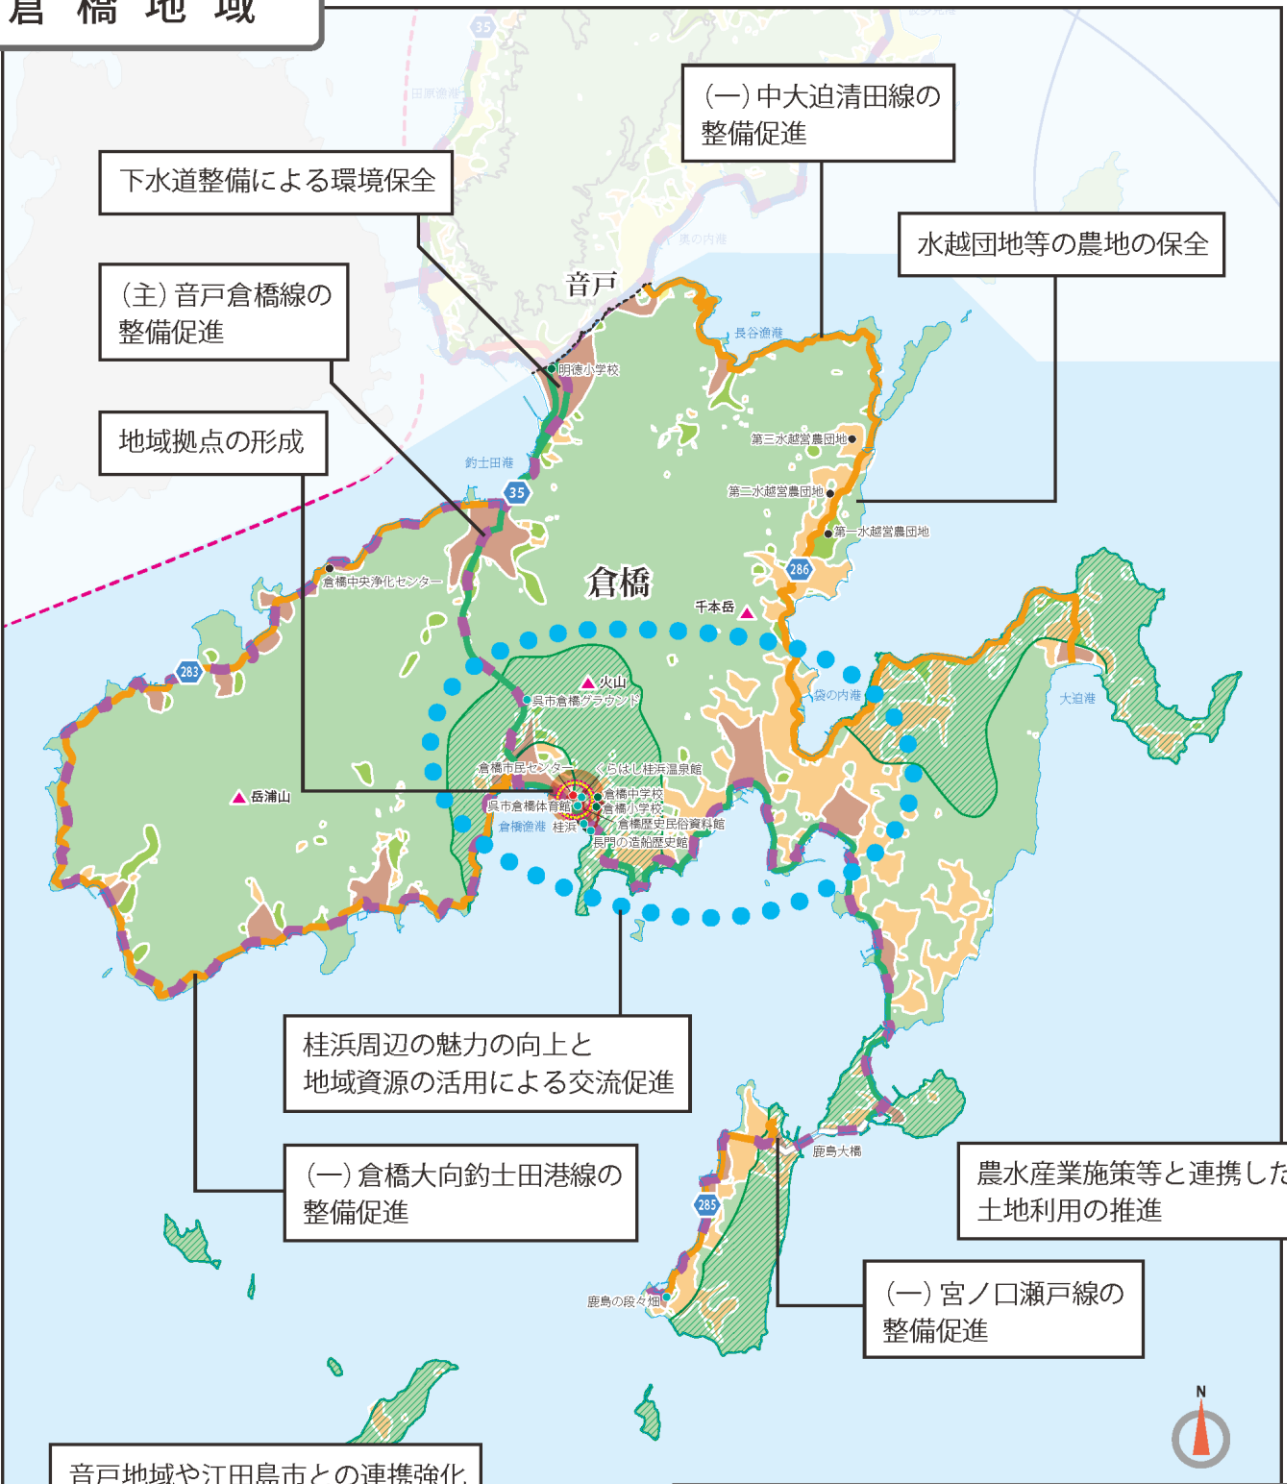 倉橋地域
35
田原漁港
（一）中大迫清田線の
整備促進
下水道整備による環境保全
水越団地等の農地の保全
奥の内港
音戸
（主）音戸倉橋線の
整備促進
長谷漁港
明徳小学校
地域拠点の形成
第三水越営農団地
釣士田港
35
第二水越営農団地
第一水越営農団地
286
倉橋中央浄化センター
倉橋
千本岳
283
火山
呉市倉橋グラウンド
袋の内港
大迫港
倉橋市民センター
くらはし桂浜温泉館
岳浦山
倉橋中学校
呉市倉橋体育館
倉橋小学校
倉橋漁港
桂浜
倉橋歴史民俗資料館
長門の造船歴史館
桂浜周辺の魅力の向上と
地域資源の活用による交流促進
鹿島大橋
（一）倉橋大向釣士田港線の
整備促進
農水産業施策等と連携した
土地利用の推進
285
鹿島の段々畑
（一）宮ノ口瀬戸線の
整備促進
N
音戸地域や江田島市との連携強化